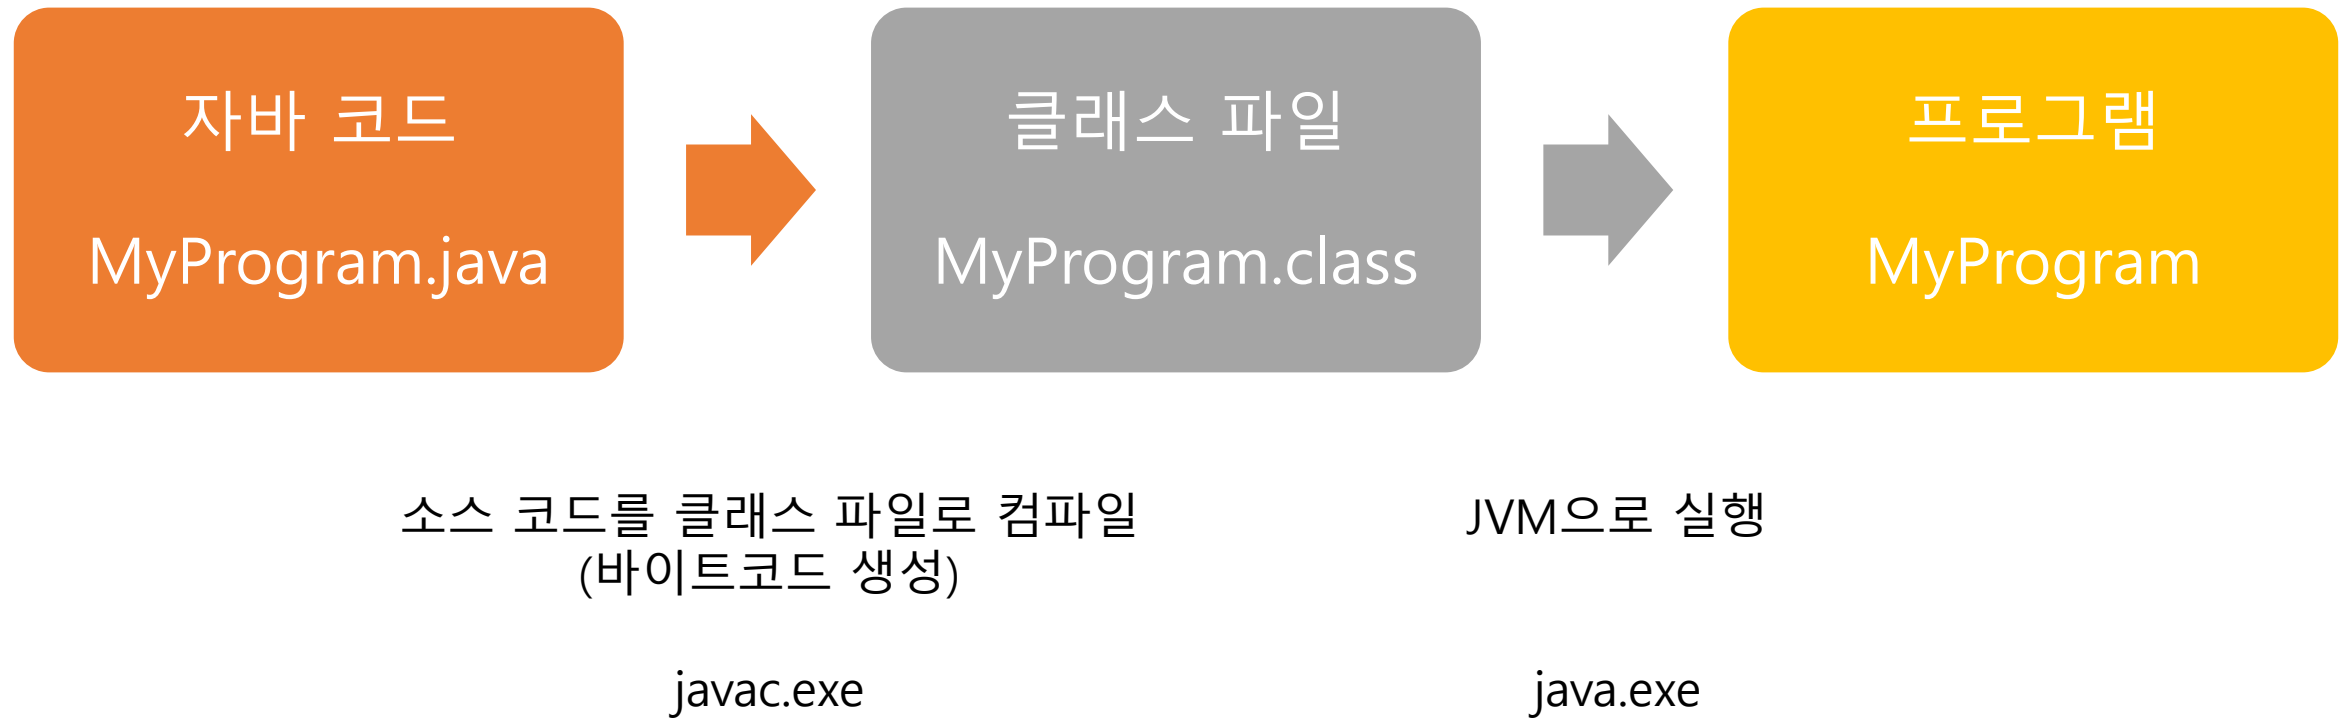 자바 코드
MyProgram.java
클래스 파일
MyProgram.class
프로그램
MyProgram
소스 코드를 클래스 파일로 컴파일
(바이트코드 생성)
javac.exe
JVM으로 실행
java.exe